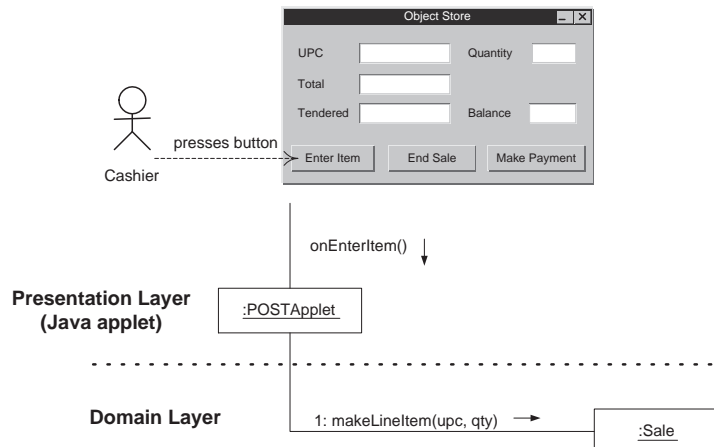 Object Store
UPC
Quantity
Total
Tendered
Balance
presses button
Enter Item
End Sale
Make Payment
Cashier
onEnterItem()
Presentation Layer
(Java applet)
:POSTApplet
Domain Layer
1: makeLineItem(upc, qty)
:Sale